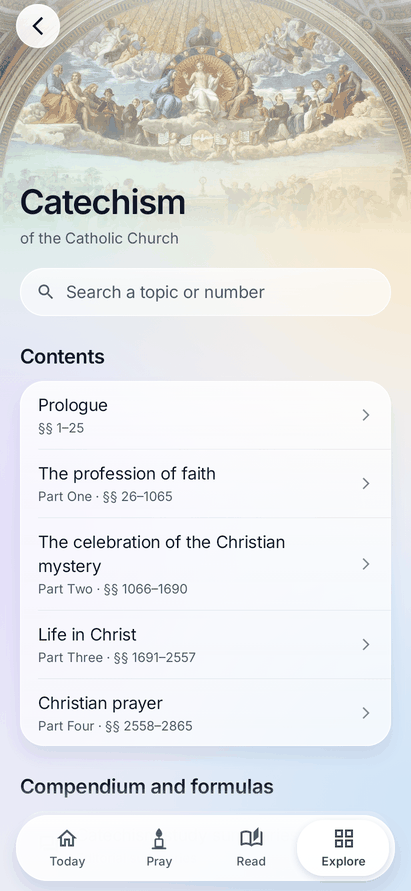 Catechism
of the Catholic Church
Search a topic or number
Contents
Prologue
§§ 1–25
The profession of faith
Part One · §§ 26–1065
The celebration of the Christian
mystery
Part Two · §§ 1066–1690
Life in Christ
Part Three · §§ 1691–2557
Christian prayer
Part Four · §§ 2558–2865
Compendium and formulas
Today
Pray
Read
Explore